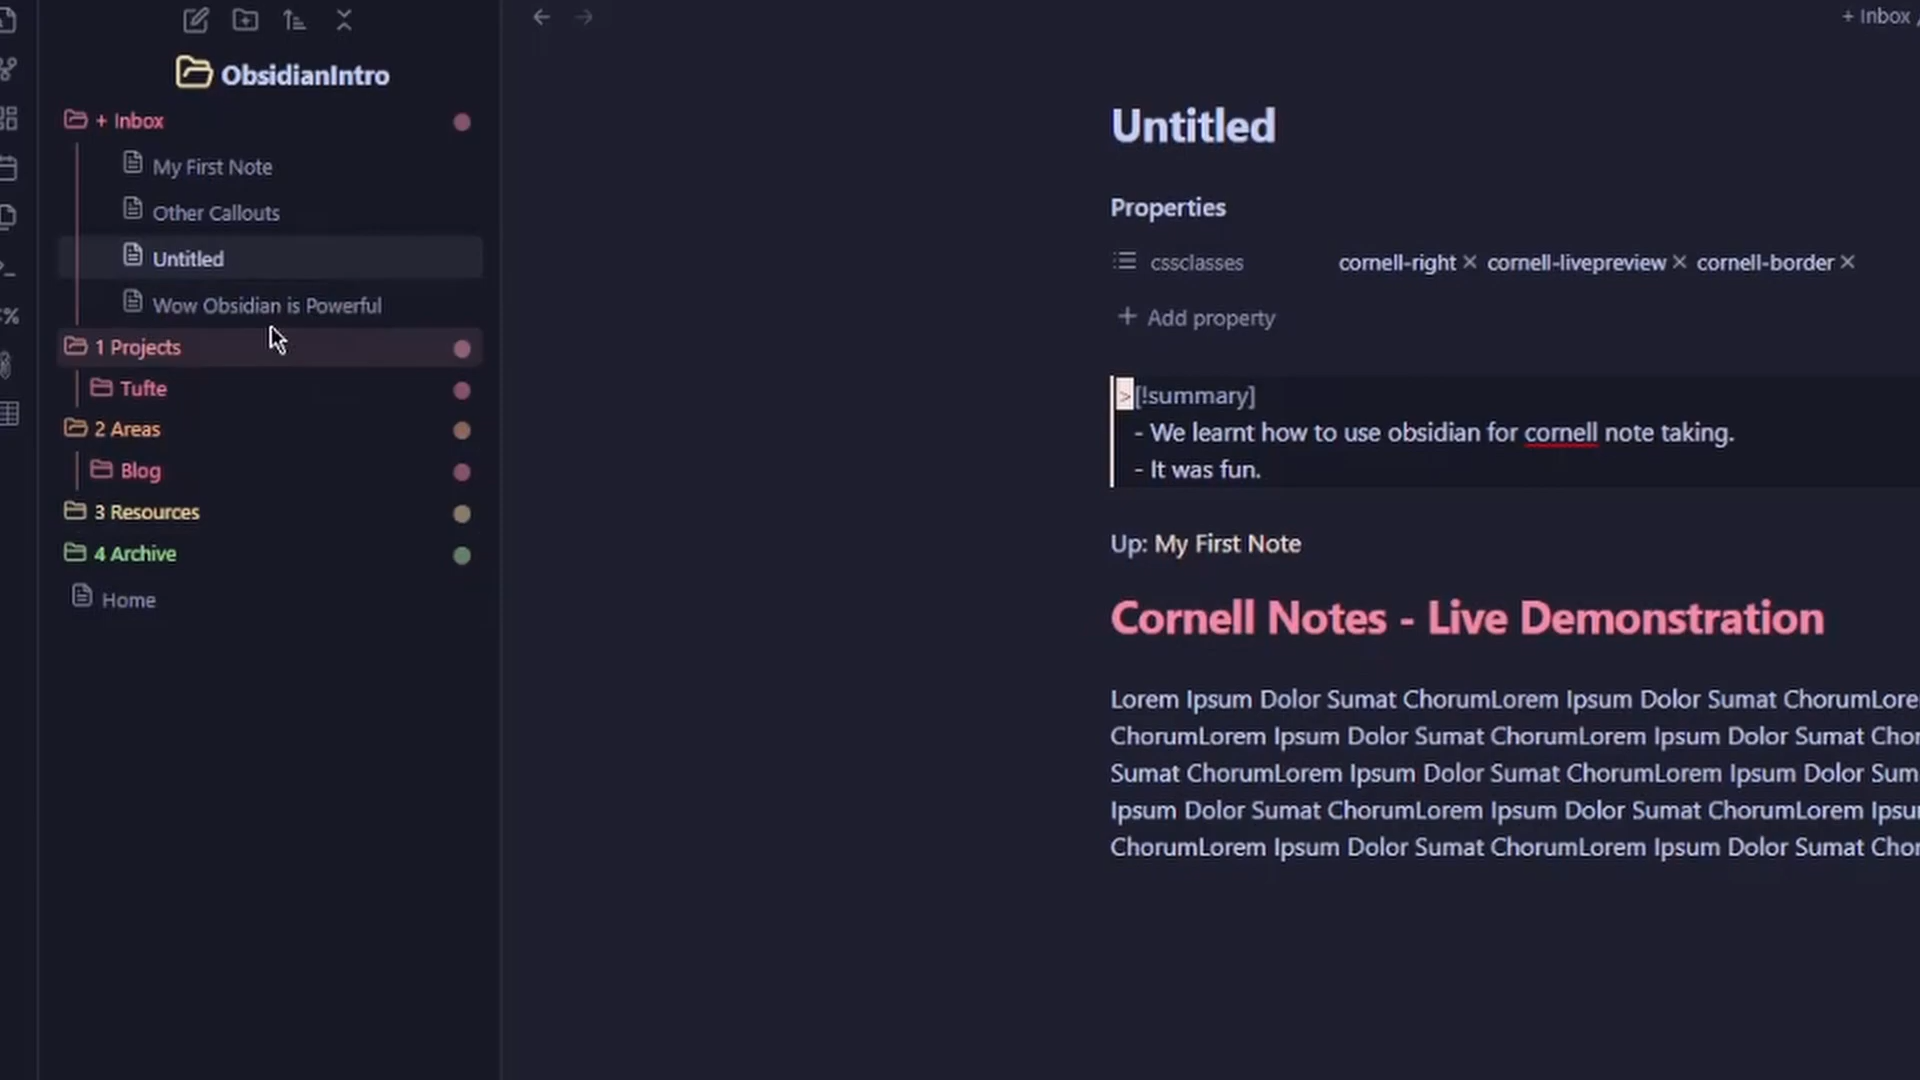 ObsidianIntro
+ Inbox
My First Note
Other Callouts
Untitled
Wow Obsidian is Powerful
1 Projects
Tufte
2 Areas
Blog
3 Resources
4 Archive
Home
+ Inbox /
Untitled
Properties
cssclasses cornell-right × cornell-livepreview × cornell-border ×
+ Add property
>[!summary]
- We learnt how to use obsidian for cornell note taking.
- It was fun.
Up: My First Note
Cornell Notes - Live Demonstration
Lorem Ipsum Dolor Sumat ChorumLorem Ipsum Dolor Sumat ChorumLore
ChorumLorem Ipsum Dolor Sumat ChorumLorem Ipsum Dolor Sumat Chor
Sumat ChorumLorem Ipsum Dolor Sumat ChorumLorem Ipsum Dolor Sum
Ipsum Dolor Sumat ChorumLorem Ipsum Dolor Sumat ChorumLorem Ipsu
ChorumLorem Ipsum Dolor Sumat ChorumLorem Ipsum Dolor Sumat Chor